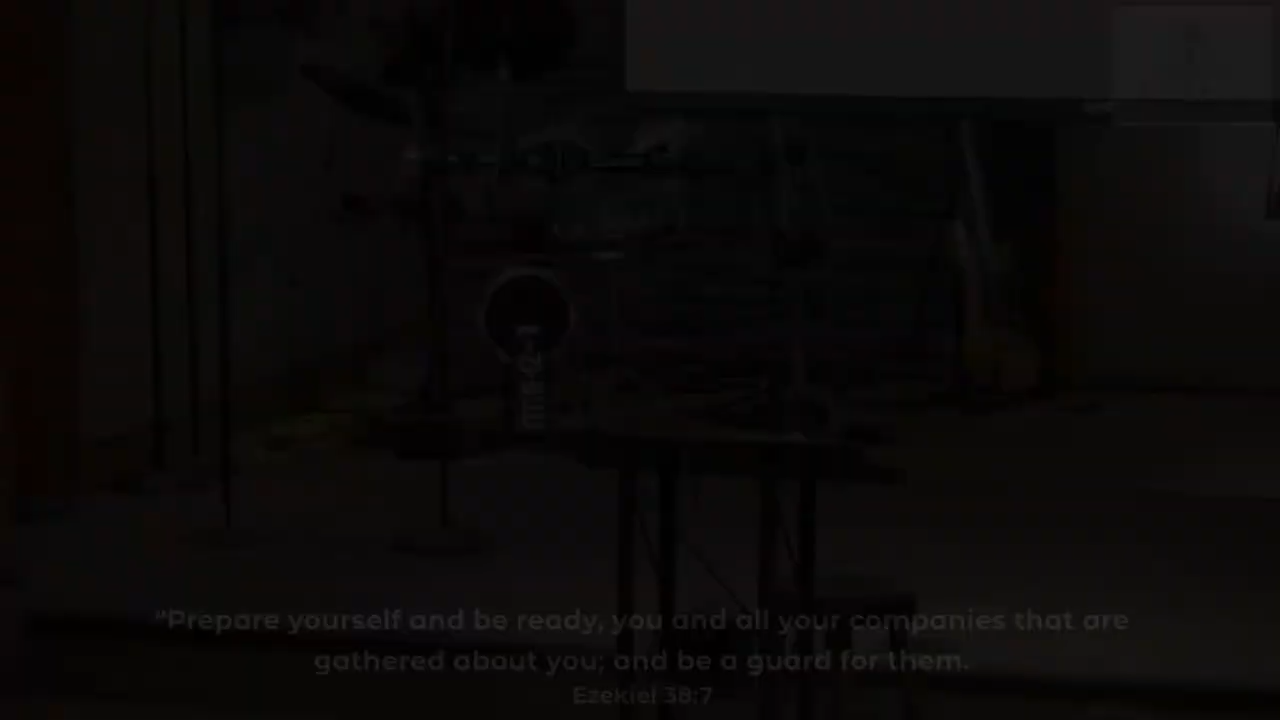 "Prepare yourself and be ready, you and all your companies that are
gathered about you; and be a guard for them.
Ezekiel 38:7